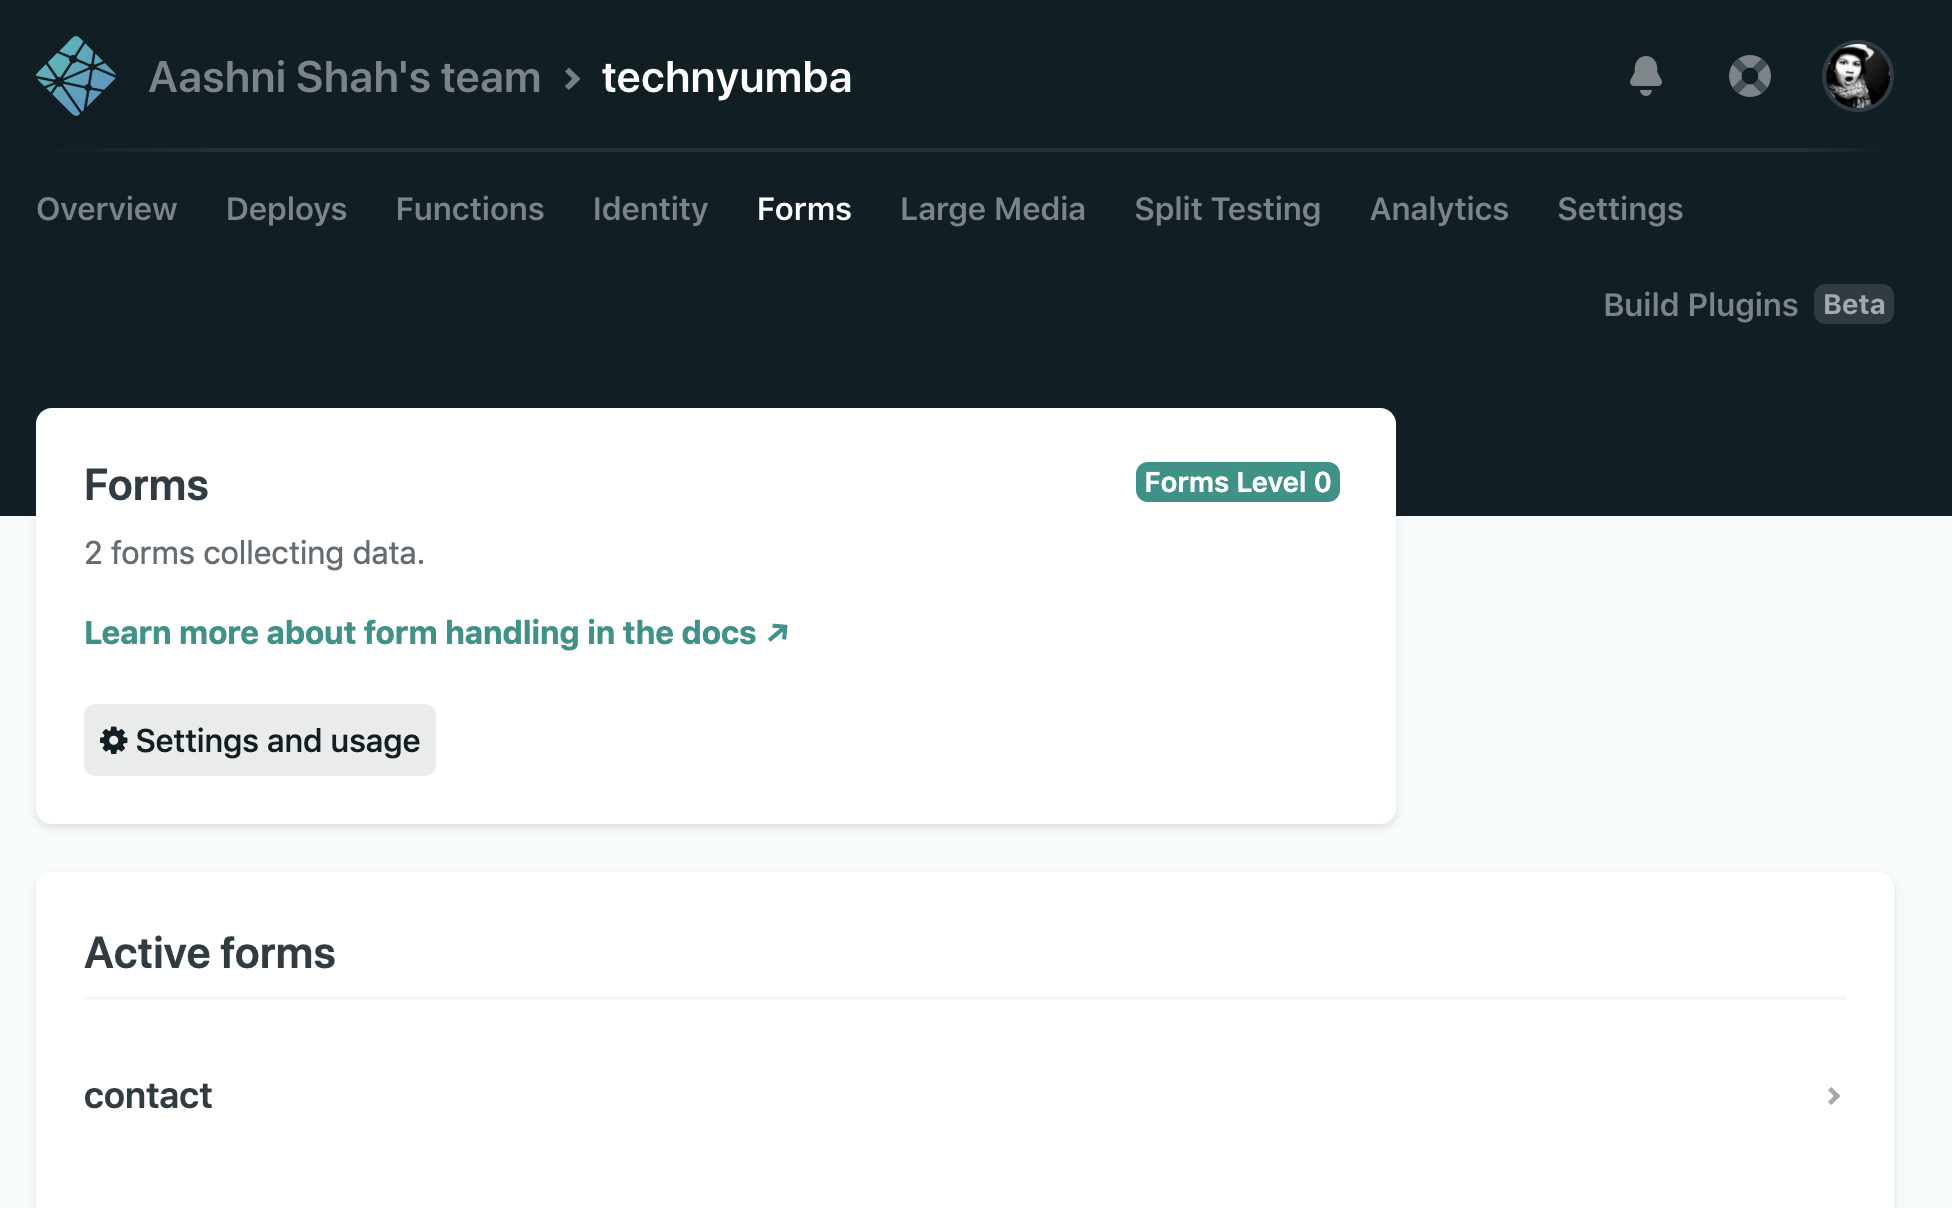 Aashni Shah's team > technyumba
Overview Deploys Functions Identity Forms Large Media Split Testing Analytics Settings
Build Plugins Beta
Forms
Forms Level 0
2 forms collecting data.
Learn more about form handling in the docs ↗
Settings and usage
Active forms
contact